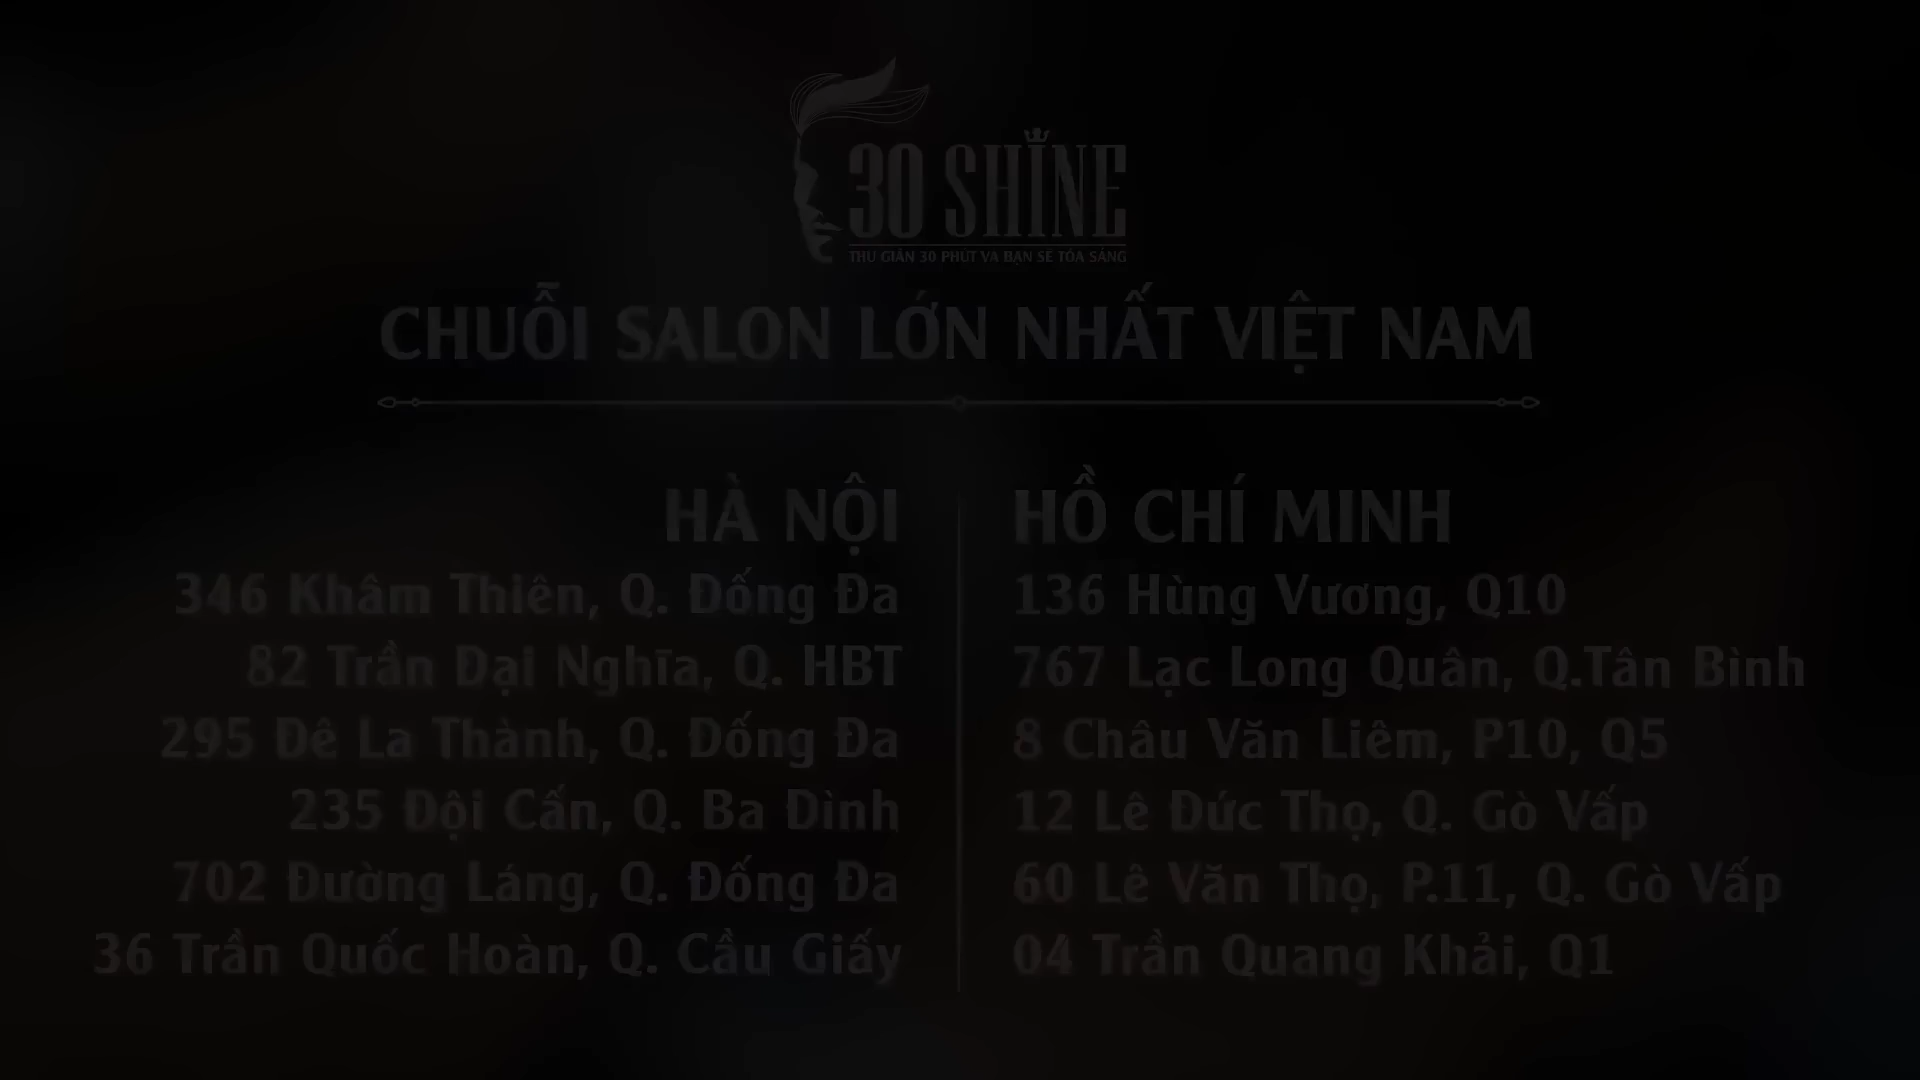 30 SHINE
THƯ GIÃN 30 PHÚT VÀ BẠN SẼ TỎA SÁNG
CHUỖI SALON LỚN NHẤT VIỆT NAM
HÀ NỘI
346 Khâm Thiên, Q. Đống Đa
82 Trần Đại Nghĩa, Q. HBT
295 Đê La Thành, Q. Đống Đa
235 Đội Cấn, Q. Ba Đình
702 Đường Láng, Q. Đống Đa
36 Trần Quốc Hoàn, Q. Cầu Giấy
HỒ CHÍ MINH
136 Hùng Vương, Q10
767 Lạc Long Quân, Q.Tân Bình
8 Châu Văn Liêm, P10, Q5
12 Lê Đức Thọ, Q. Gò Vấp
60 Lê Văn Thọ, P.11, Q. Gò Vấp
04 Trần Quang Khải, Q1